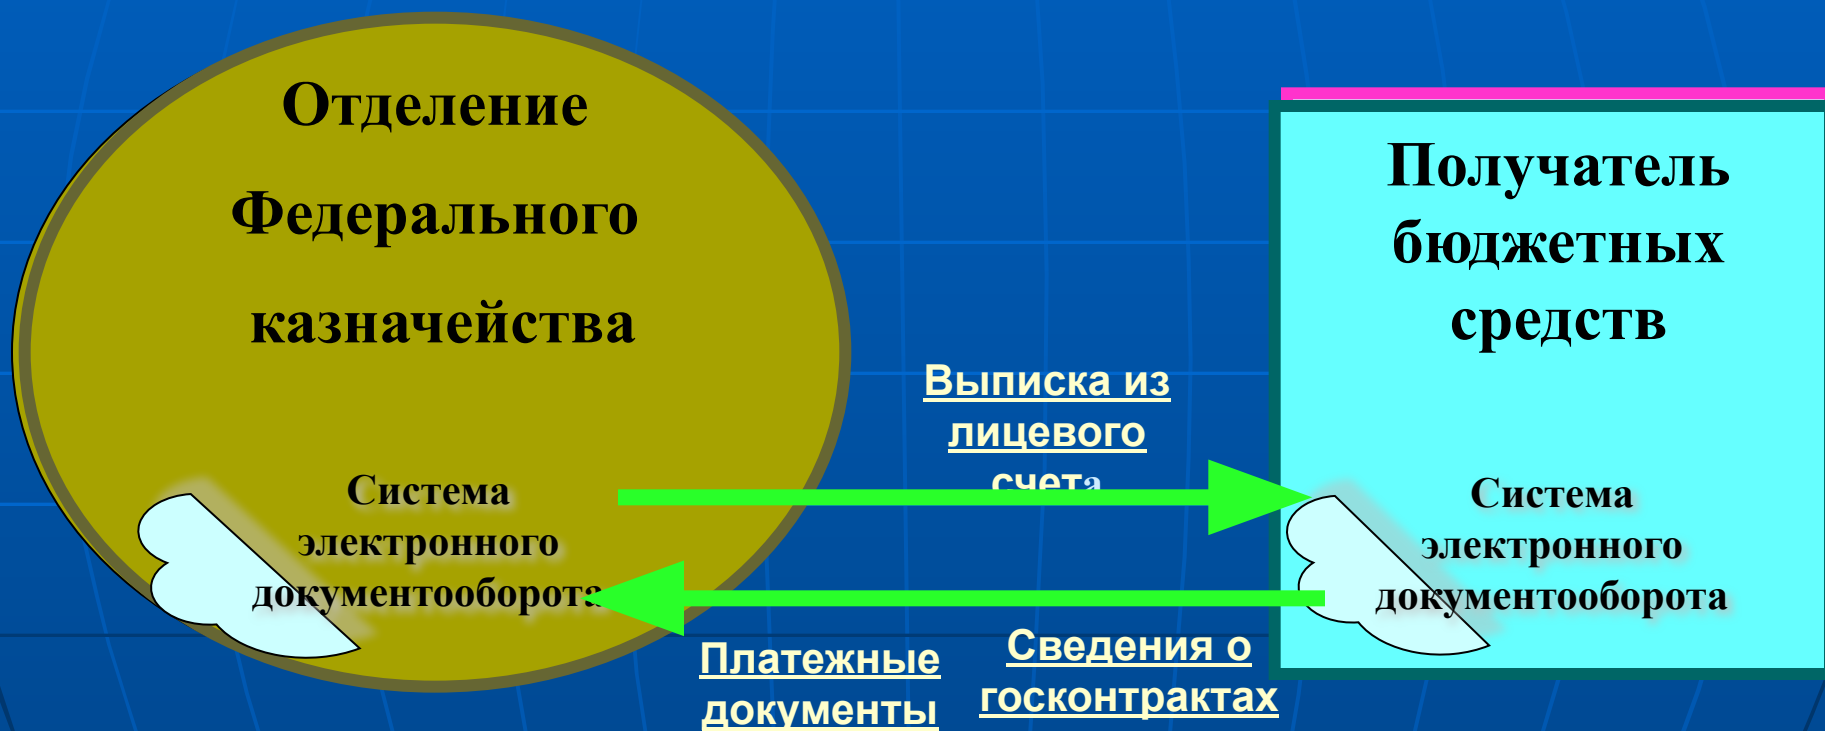 Отделение
Федерального
казначейства
Система
электронного
документооборота
Выписка из
лицевого
счета
Платежные
документы
Сведения о
госконтрактах
Получатель
бюджетных
средств
Система
электронного
документооборота